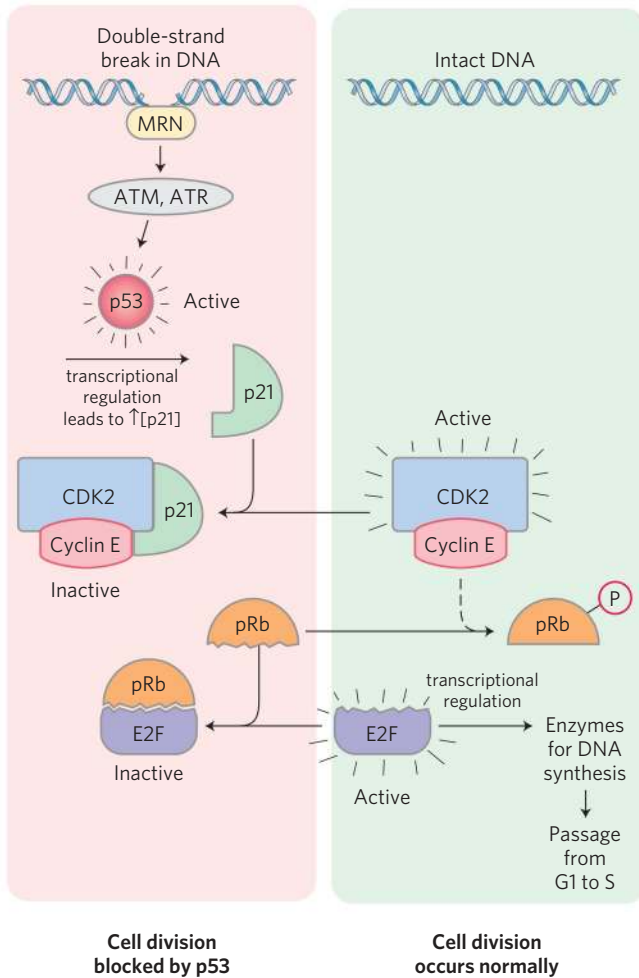 Double-strand
break in DNA
MRN
ATM, ATR
p53
Active
transcriptional
regulation
leads to ↑[p21]
p21
CDK2
p21
Cyclin E
Inactive
pRb
pRb
E2F
Inactive
Cell division
blocked by p53
Intact DNA
Active
CDK2
Cyclin E
P
pRb
transcriptional
regulation
E2F
Active
Enzymes
for DNA
synthesis
Passage
from
G1 to S
Cell division
occurs normally